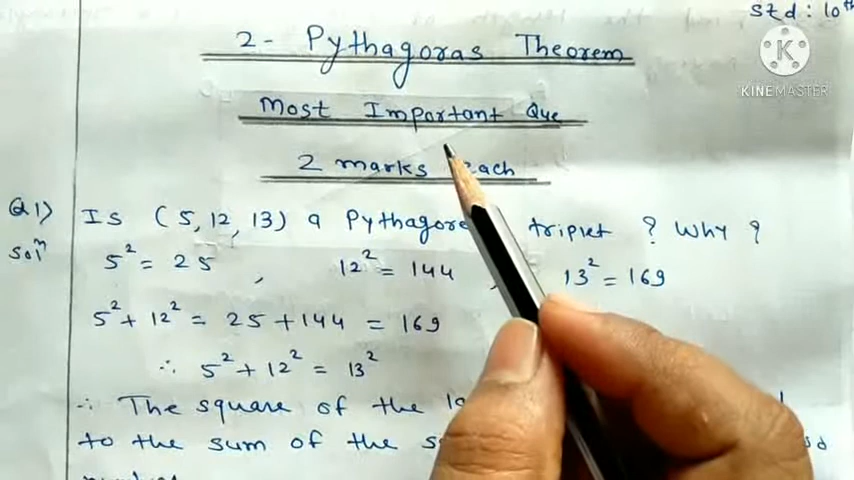 Std : 10th
KINEMASTER
2- Pythagoras Theorem
Most Important Que
2 marks
Q1) Is (5, 12, 13) a triplet ? Why ?
Solⁿ 5² = 25 , 12² = 144 , 13² = 169
5² + 12² = 25 + 144 = 169
∴ 5² + 12² = 13²
∴ The square of the
to the sum of the